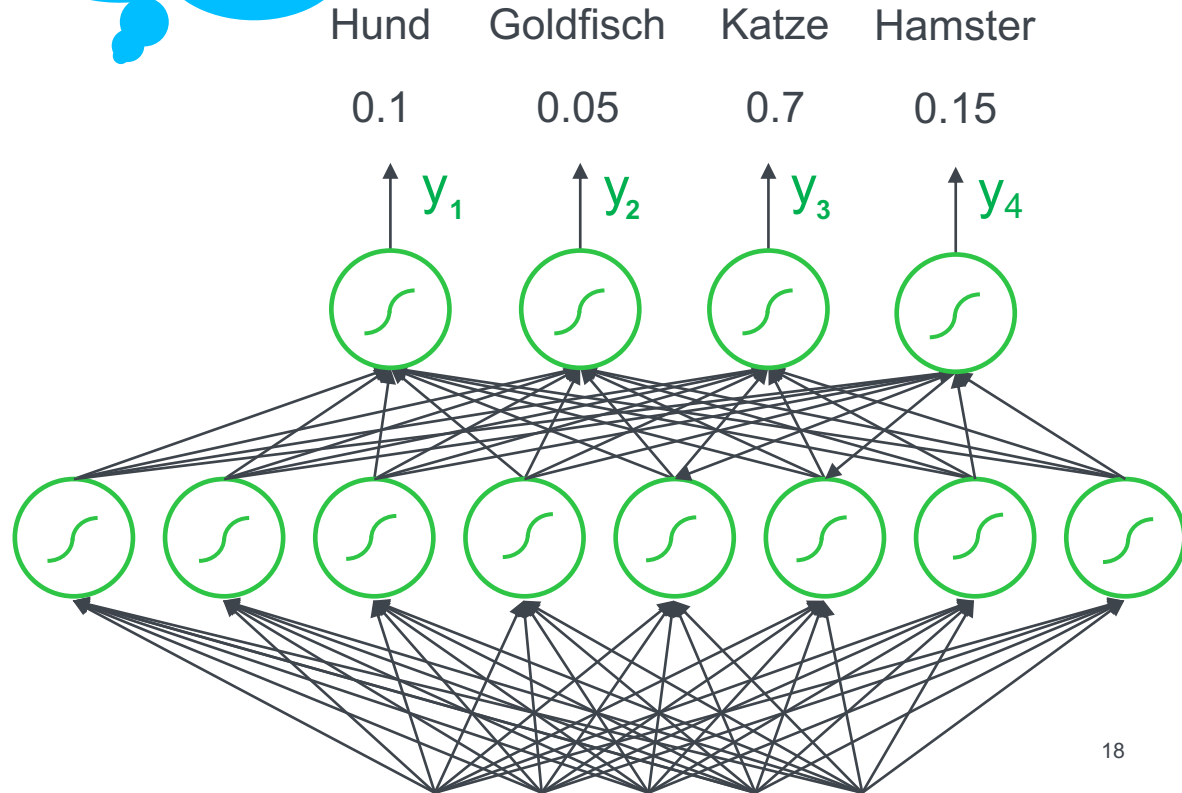 Hund Goldfisch Katze Hamster
0.1 0.05 0.7 0.15
y₁ y₂ y₃ y₄
18